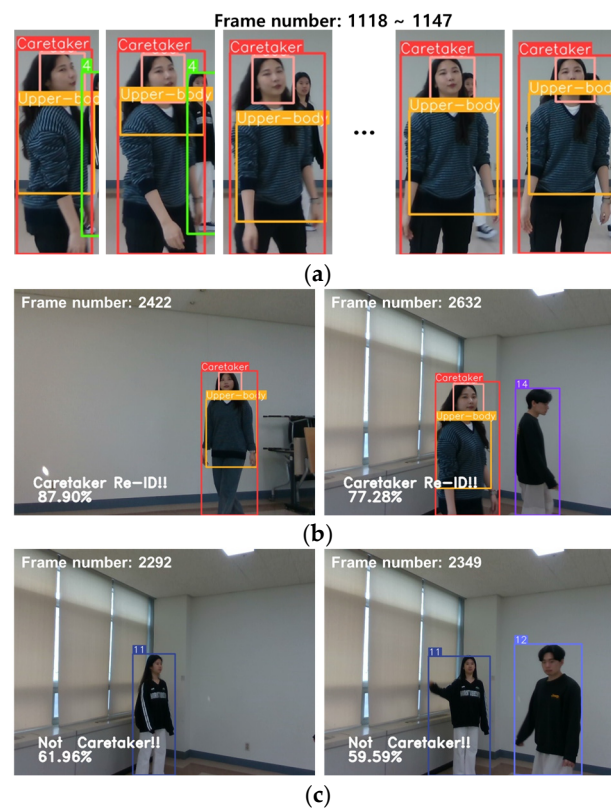 Frame number: 1118 ~ 1147
Caretaker 4 Caretaker 4 Caretaker Caretaker Caretaker
Upper-body Upper-body Upper-body Upper-body Upper-body
...
(a)
Frame number: 2422
Caretaker
Upper-body
Caretaker Re-ID!!
87.90%
Frame number: 2632
Caretaker
14
Upper-body
Caretaker Re-ID!!
77.28%
(b)
Frame number: 2292
11
Not Caretaker!!
61.96%
Frame number: 2349
11
12
Not Caretaker!!
59.59%
(c)